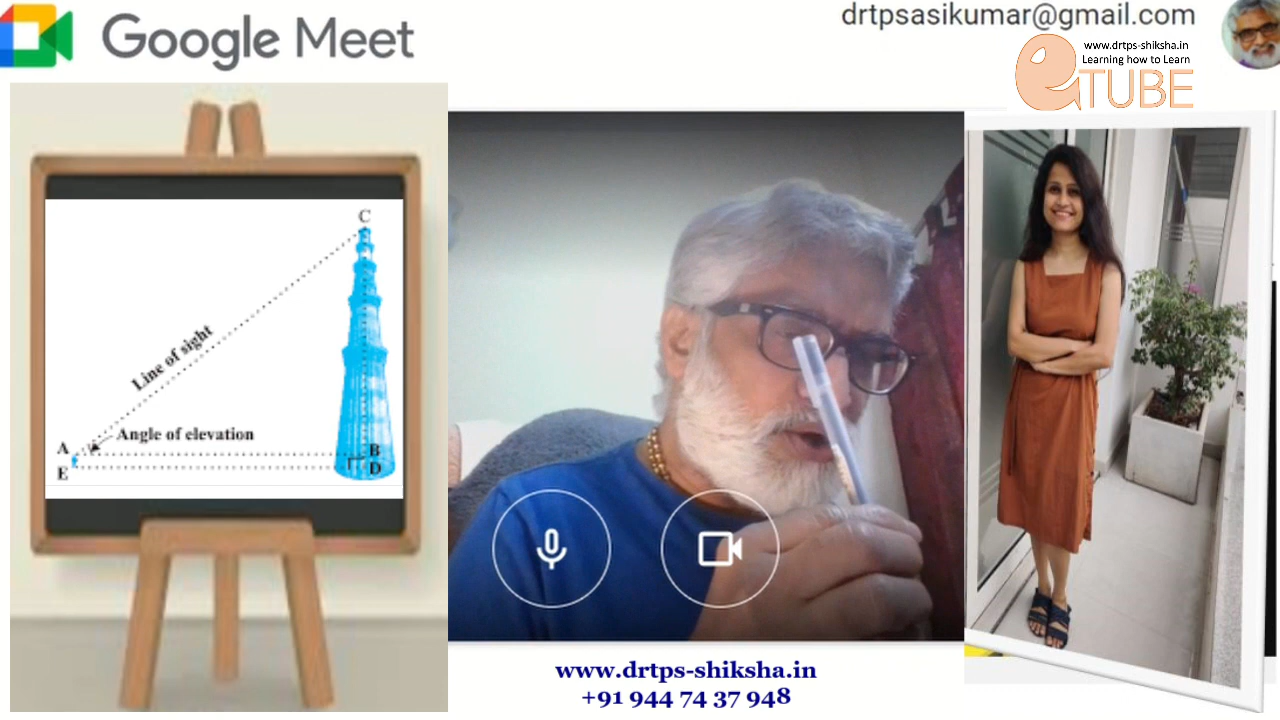 Google Meet
drtpsasikumar@gmail.com
www.drtps-shiksha.in
Learning how to Learn
eTUBE
C
Line of sight
Angle of elevation
A
B
E
D
www.drtps-shiksha.in
+91 944 74 37 948